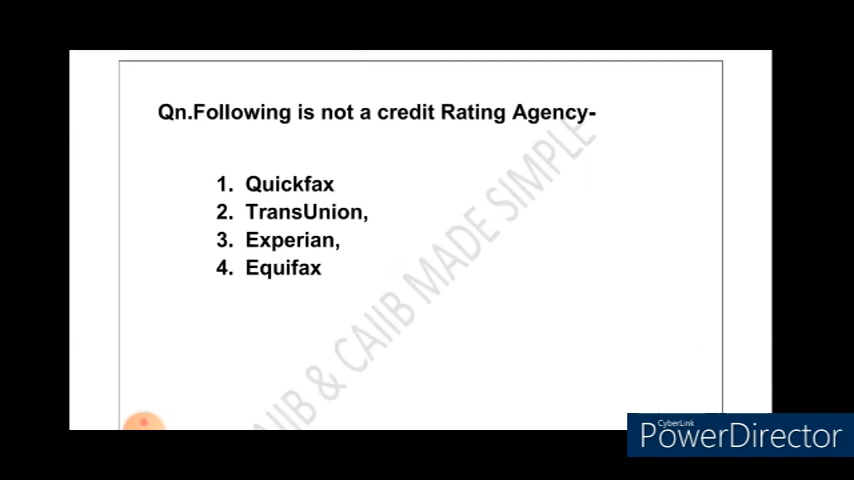 Qn.Following is not a credit Rating Agency-
1. Quickfax
2. TransUnion,
3. Experian,
4. Equifax
AIIB & CAIIB MADE SIMPLE
CyberLink
PowerDirector